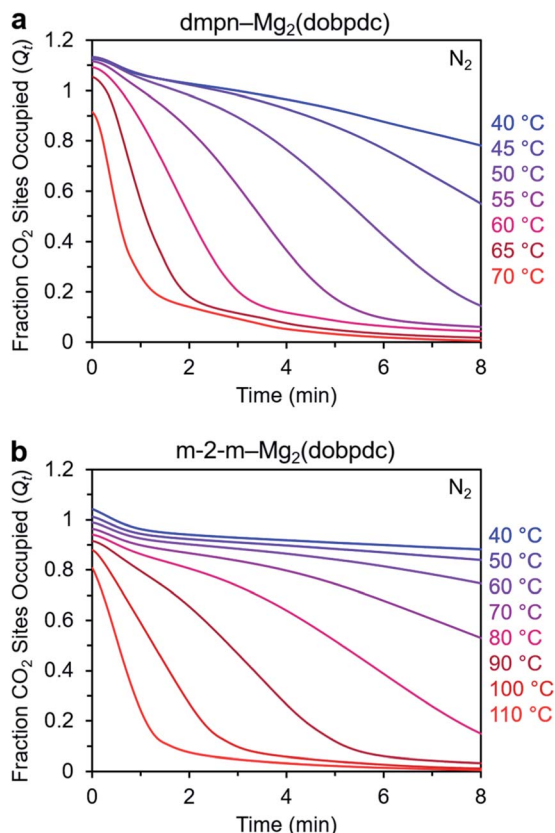 a
dmpn–Mg2(dobpdc)
N2
Fraction CO2 Sites Occupied (Qt)
1.2
1
0.8
0.6
0.4
0.2
0
0 2 4 6 8
Time (min)
40 °C
45 °C
50 °C
55 °C
60 °C
65 °C
70 °C
b
m-2-m–Mg2(dobpdc)
N2
Fraction CO2 Sites Occupied (Qt)
1.2
1
0.8
0.6
0.4
0.2
0
0 2 4 6 8
Time (min)
40 °C
50 °C
60 °C
70 °C
80 °C
90 °C
100 °C
110 °C